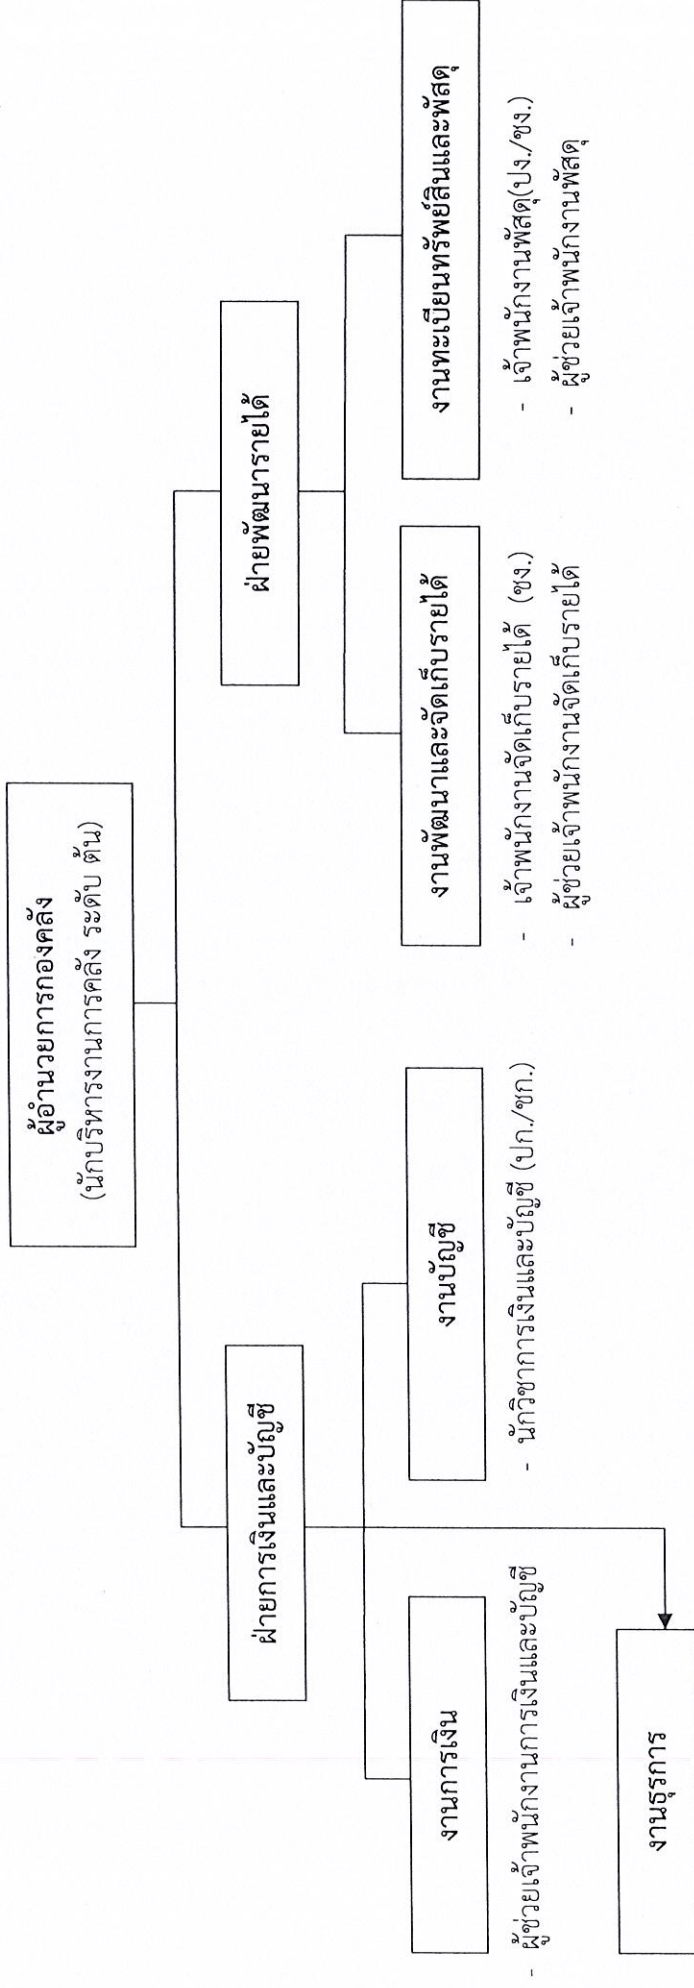 ผู้อำนวยการกองคลัง
(นักบริหารงานการคลัง ระดับ ต้น)
ฝ่ายการเงินและบัญชี
ฝ่ายพัฒนารายได้
งานการเงิน
งานบัญชี
งานพัฒนาและจัดเก็บรายได้
งานทะเบียนทรัพย์สินและพัสดุ
- ผู้ช่วยเจ้าพนักงานการเงินและบัญชี
- นักวิชาการเงินและบัญชี (ปก./ชก.)
- เจ้าพนักงานจัดเก็บรายได้ (ชง.)
- ผู้ช่วยเจ้าพนักงานจัดเก็บรายได้
- เจ้าพนักงานพัสดุ(ปง./ชง.)
- ผู้ช่วยเจ้าพนักงานพัสดุ
งานธุรการ